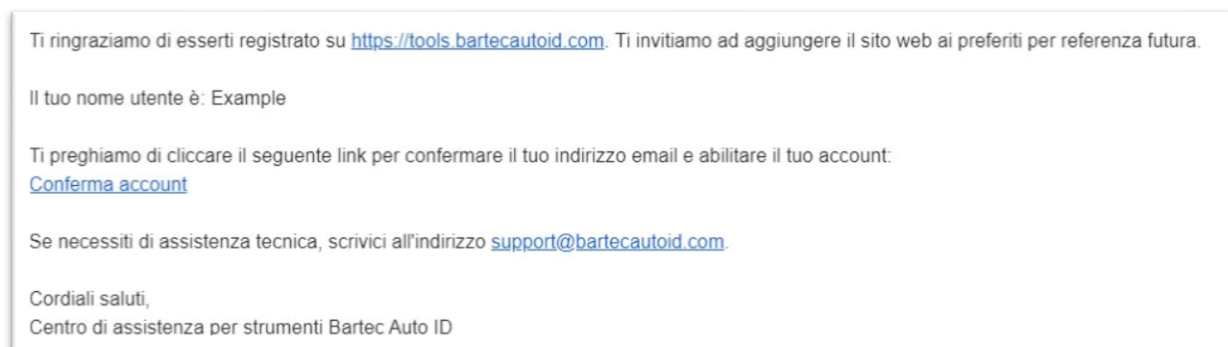 Ti ringraziamo di esserti registrato su https://tools.bartecautoid.com. Ti invitiamo ad aggiungere il sito web ai preferiti per referenza futura.
Il tuo nome utente è: Example
Ti preghiamo di cliccare il seguente link per confermare il tuo indirizzo email e abilitare il tuo account:
Conferma account
Se necessiti di assistenza tecnica, scrivici all'indirizzo support@bartecautoid.com.
Cordiali saluti,
Centro di assistenza per strumenti Bartec Auto ID